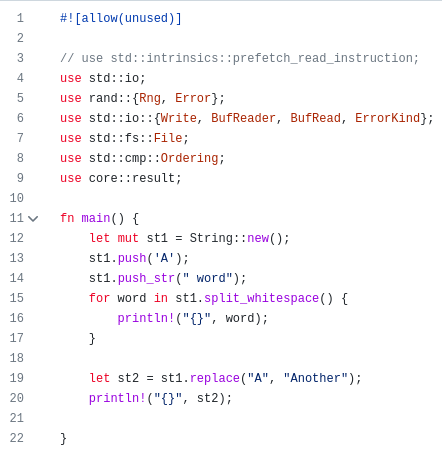 1 #![allow(unused)]
2
3 // use std::intrinsics::prefetch_read_instruction;
4 use std::io;
5 use rand::{Rng, Error};
6 use std::io::{Write, BufReader, BufRead, ErrorKind};
7 use std::fs::File;
8 use std::cmp::Ordering;
9 use core::result;
10
11 fn main() {
12     let mut st1 = String::new();
13     st1.push('A');
14     st1.push_str(" word");
15     for word in st1.split_whitespace() {
16         println!("{}", word);
17     }
18
19     let st2 = st1.replace("A", "Another");
20     println!("{}", st2);
21
22 }